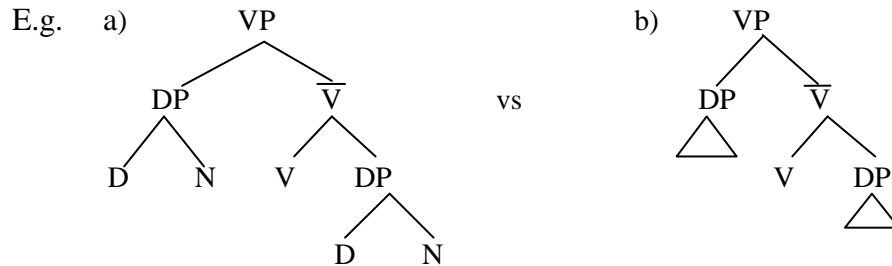 E.g. a) VP b) VP
DP V̅ vs DP V̅
D N V DP V DP
D N